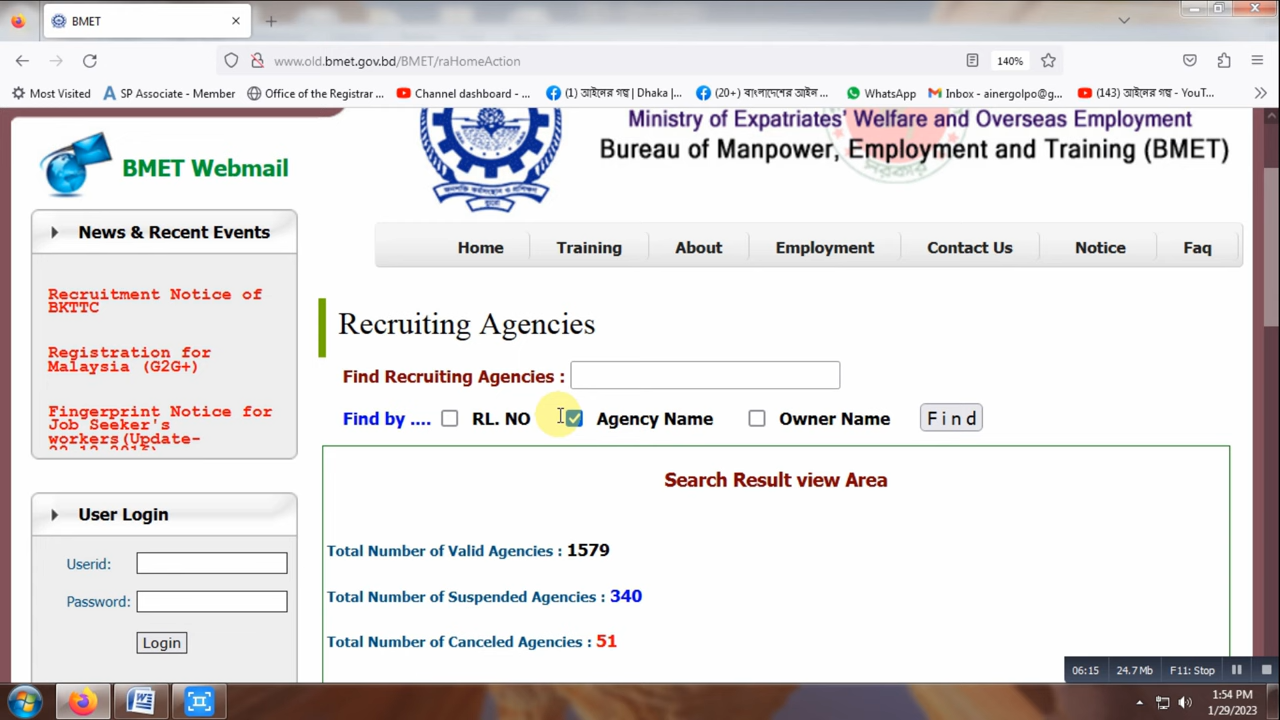 BMET
www.old.bmet.gov.bd/BMET/raHomeAction
140%
Most Visited
SP Associate - Member
Office of the Registrar ...
Channel dashboard - ...
(1) আইনের গল্প | Dhaka |...
(20+) বাংলাদেশের আইন ...
WhatsApp
Inbox - ainergolpo@g...
(143) আইনের গল্প - YouT...
Ministry of Expatriates' Welfare and Overseas Employment
Bureau of Manpower, Employment and Training (BMET)
BMET Webmail
News & Recent Events
Recruitment Notice of
BKTTC
Registration for
Malaysia (G2G+)
Fingerprint Notice for
Job Seeker's
workers(Update-
Home Training About Employment Contact Us Notice Faq
Recruiting Agencies
Find Recruiting Agencies :
Find by .... RL. NO Agency Name Owner Name Find
Search Result view Area
Total Number of Valid Agencies : 1579
Total Number of Suspended Agencies : 340
Total Number of Canceled Agencies : 51
User Login
Userid:
Password:
Login
06:15 24.7 Mb F11: Stop
1:54 PM
1/29/2023